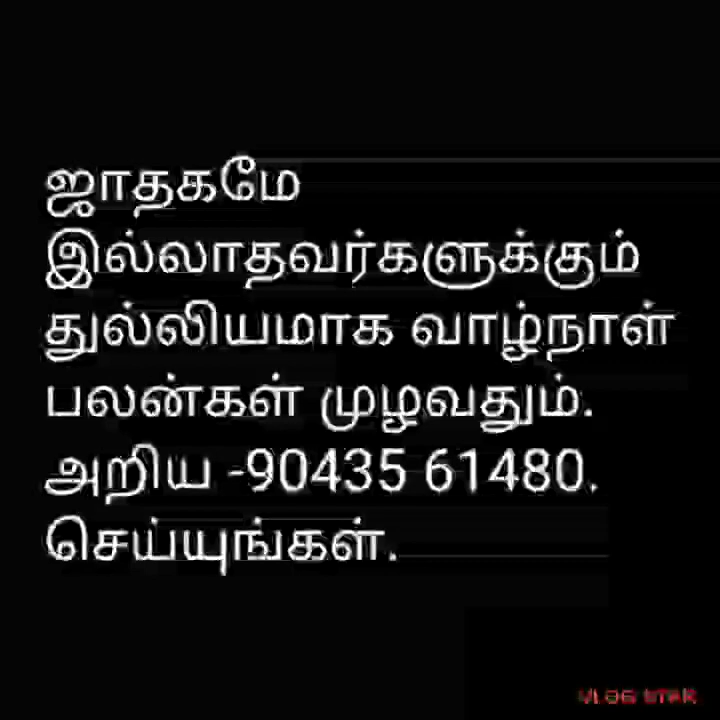 ஜாதகமே
இல்லாதவர்களுக்கும்
துல்லியமாக வாழ்நாள்
பலன்கள் முழவதும்.
அறிய -90435 61480.
செய்யுங்கள்.
VLOG STAR